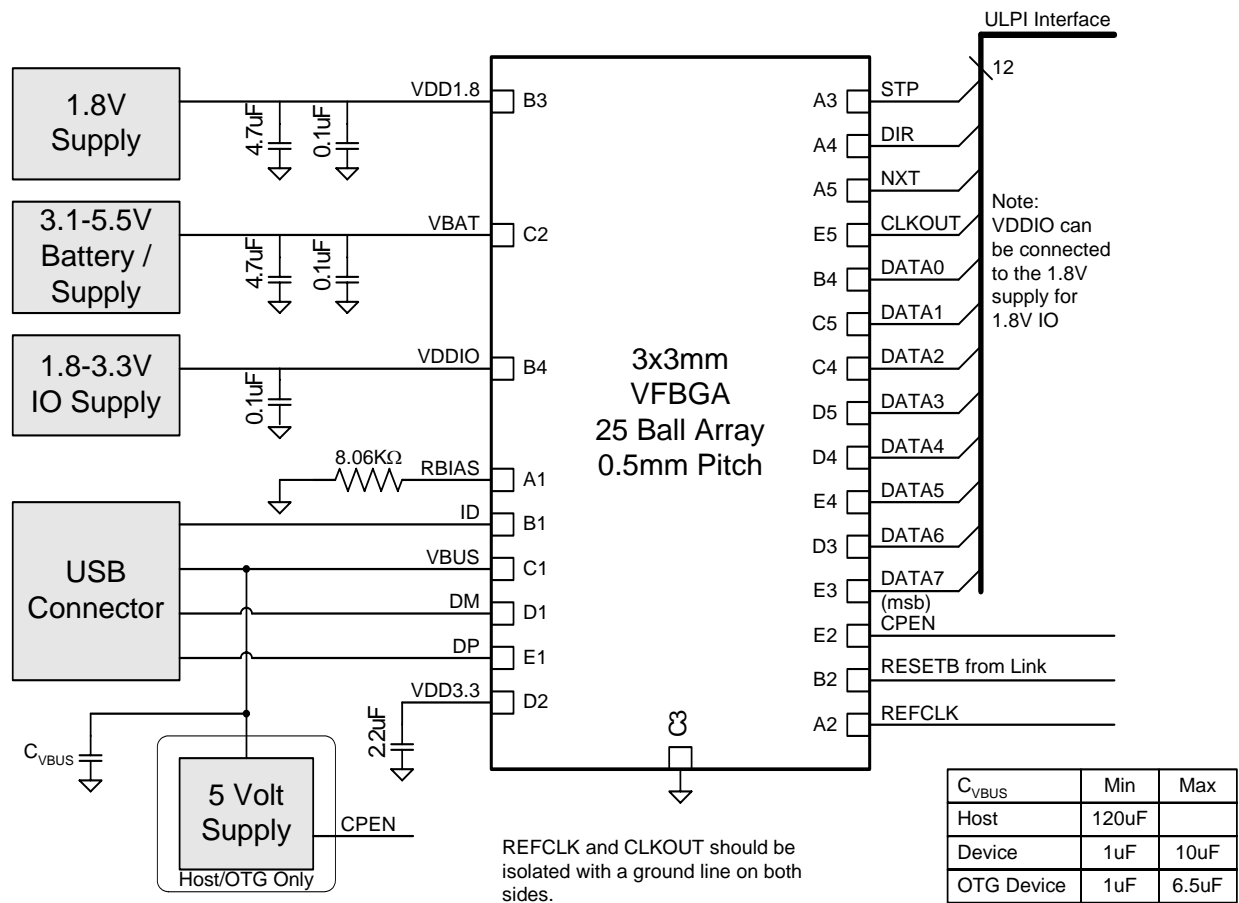 ULPI Interface
12
1.8V
Supply
4.7uF
0.1uF
VDD1.8
B3
3.1-5.5V
Battery /
Supply
4.7uF
0.1uF
VBAT
C2
1.8-3.3V
IO Supply
0.1uF
VDDIO
B4
8.06KΩ
RBIAS
A1
USB
Connector
ID
B1
VBUS
C1
DM
D1
DP
E1
VDD3.3
D2
2.2uF
CVBUS
5 Volt
Supply
Host/OTG Only
CPEN
3x3mm
VFBGA
25 Ball Array
0.5mm Pitch
C3
A3 STP
A4 DIR
A5 NXT
E5 CLKOUT
B4 DATA0
C5 DATA1
C4 DATA2
D5 DATA3
D4 DATA4
E4 DATA5
D3 DATA6
E3 DATA7
(msb)
E2 CPEN
B2 RESETB from Link
A2 REFCLK
Note:
VDDIO can
be connected
to the 1.8V
supply for
1.8V IO
REFCLK and CLKOUT should be
isolated with a ground line on both
sides.
CVBUS Min Max
Host 120uF
Device 1uF 10uF
OTG Device 1uF 6.5uF